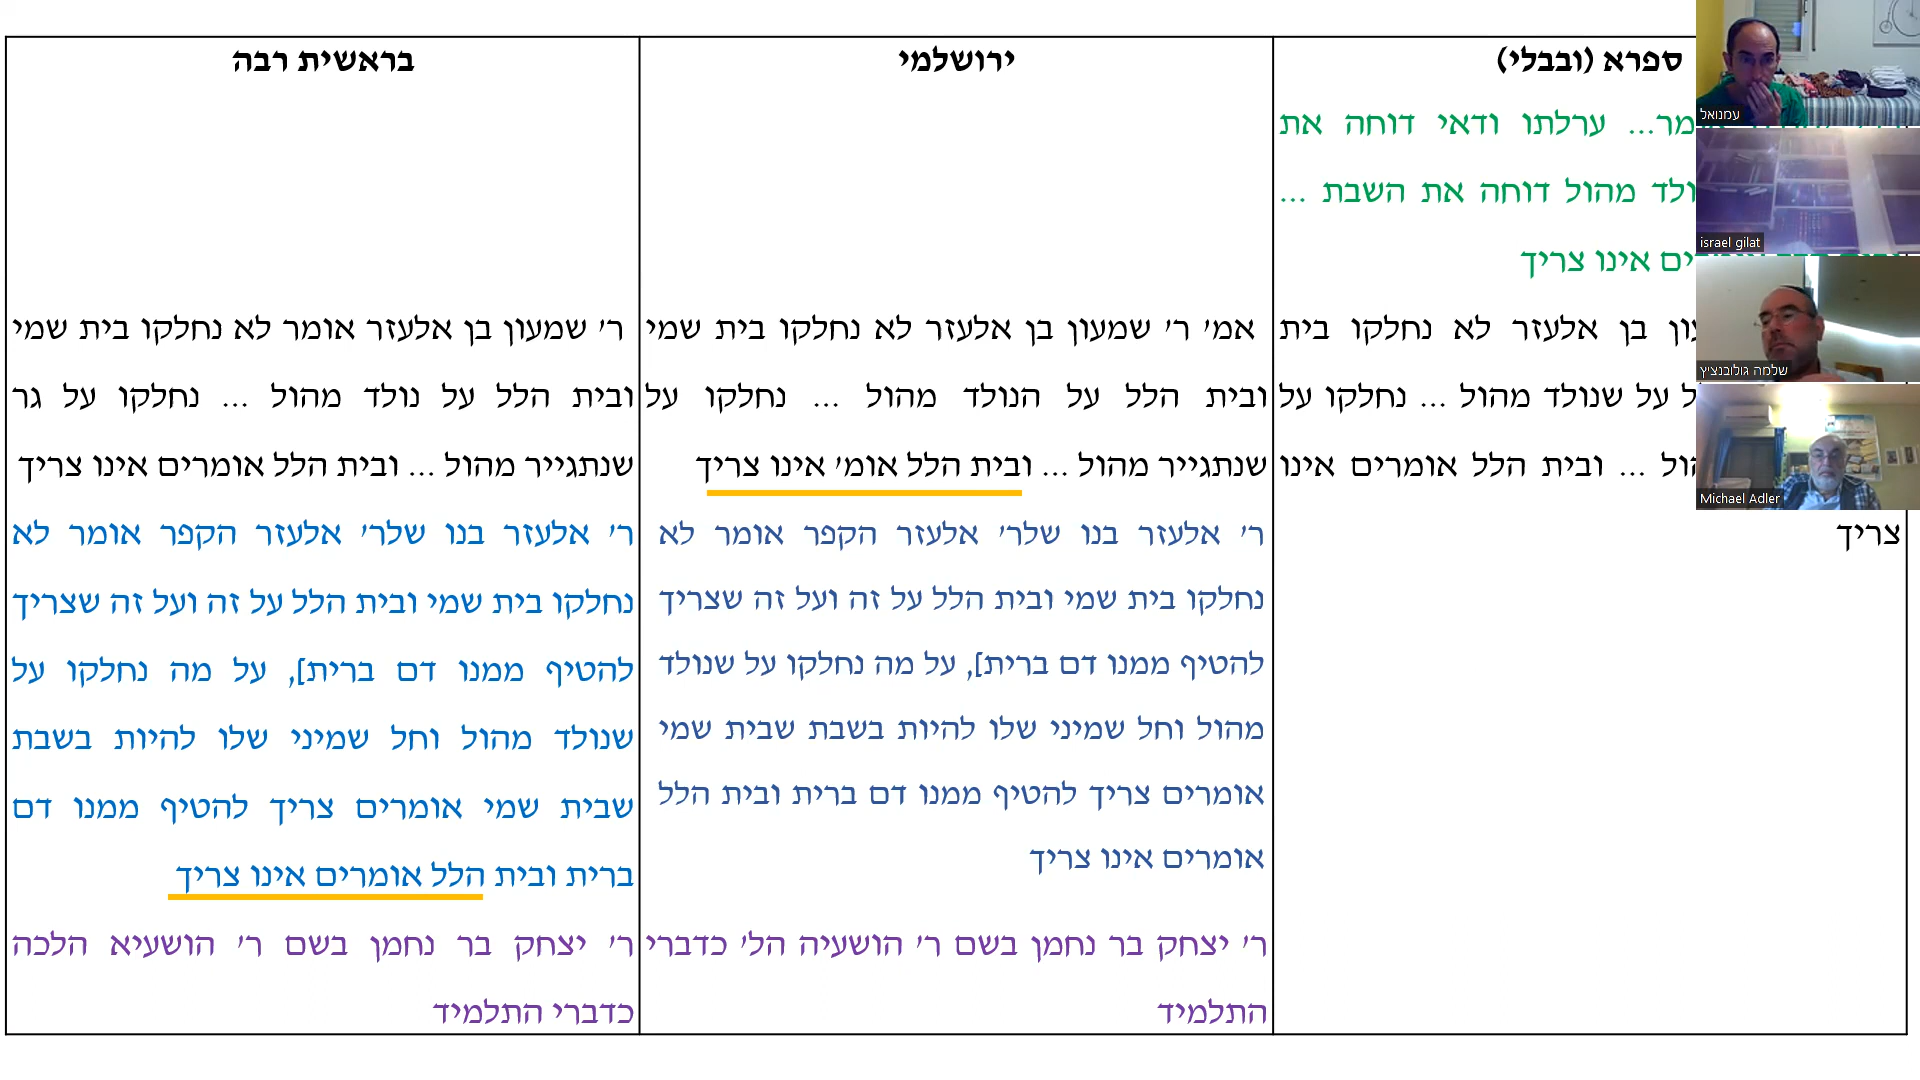 ספרא (ובבלי)
מר... ערלתו ודאי דוחה את
ולד מהול דוחה את השבת ...
ים אינו צריך
ון בן אלעזר לא נחלקו בית
ל על שנולד מהול ... נחלקו על
ול ... ובית הלל אומרים אינו
צריך
ירושלמי
אמ' ר' שמעון בן אלעזר לא נחלקו בית שמי
ובית הלל על הנולד מהול ... נחלקו על
שנתגייר מהול ... ובית הלל אומ' אינו צריך
ר' אלעזר בנו שלר' אלעזר הקפר אומר לא
נחלקו בית שמי ובית הלל על זה ועל זה שצריך
להטיף ממנו דם ברית], על מה נחלקו על שנולד
מהול וחל שמיני שלו להיות בשבת שבית שמי
אומרים צריך להטיף ממנו דם ברית ובית הלל
אומרים אינו צריך
ר' יצחק בר נחמן בשם ר' הושעיה הל' כדברי
התלמיד
בראשית רבה
ר' שמעון בן אלעזר אומר לא נחלקו בית שמי
ובית הלל על נולד מהול ... נחלקו על גר
שנתגייר מהול ... ובית הלל אומרים אינו צריך
ר' אלעזר בנו שלר' אלעזר הקפר אומר לא
נחלקו בית שמי ובית הלל על זה ועל זה שצריך
להטיף ממנו דם ברית], על מה נחלקו על
שנולד מהול וחל שמיני שלו להיות בשבת
שבית שמי אומרים צריך להטיף ממנו דם
ברית ובית הלל אומרים אינו צריך
ר' יצחק בר נחמן בשם ר' הושעיא הלכה
כדברי התלמיד
עמנואל
israel gilat
שלמה גולובנציץ
Michael Adler